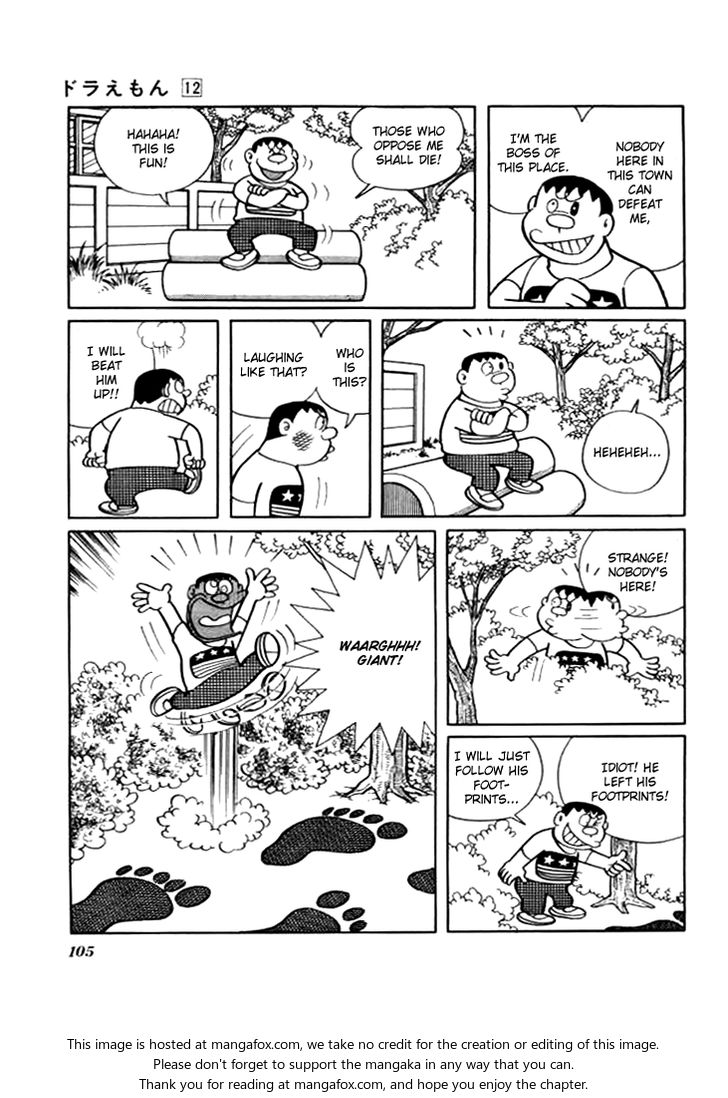 ドラえもん 12
NOBODY
HERE IN
THIS TOWN
CAN
DEFEAT
ME,
I'M THE
BOSS OF
THIS PLACE.
THOSE WHO
OPPOSE ME
SHALL DIE!
HAHAHA!
THIS IS
FUN!
HEHEHEH...
WHO
IS
THIS?
LAUGHING
LIKE THAT?
I WILL
BEAT
HIM
UP!!
STRANGE!
NOBODY'S
HERE!
IDIOT! HE
LEFT HIS
FOOTPRINTS!
I WILL JUST
FOLLOW HIS
FOOT-
PRINTS...
WAARGHHH!
GIANT!
105
This image is hosted at mangafox.com, we take no credit for the creation or editing of this image.
Please don't forget to support the mangaka in any way that you can.
Thank you for reading at mangafox.com, and hope you enjoy the chapter.